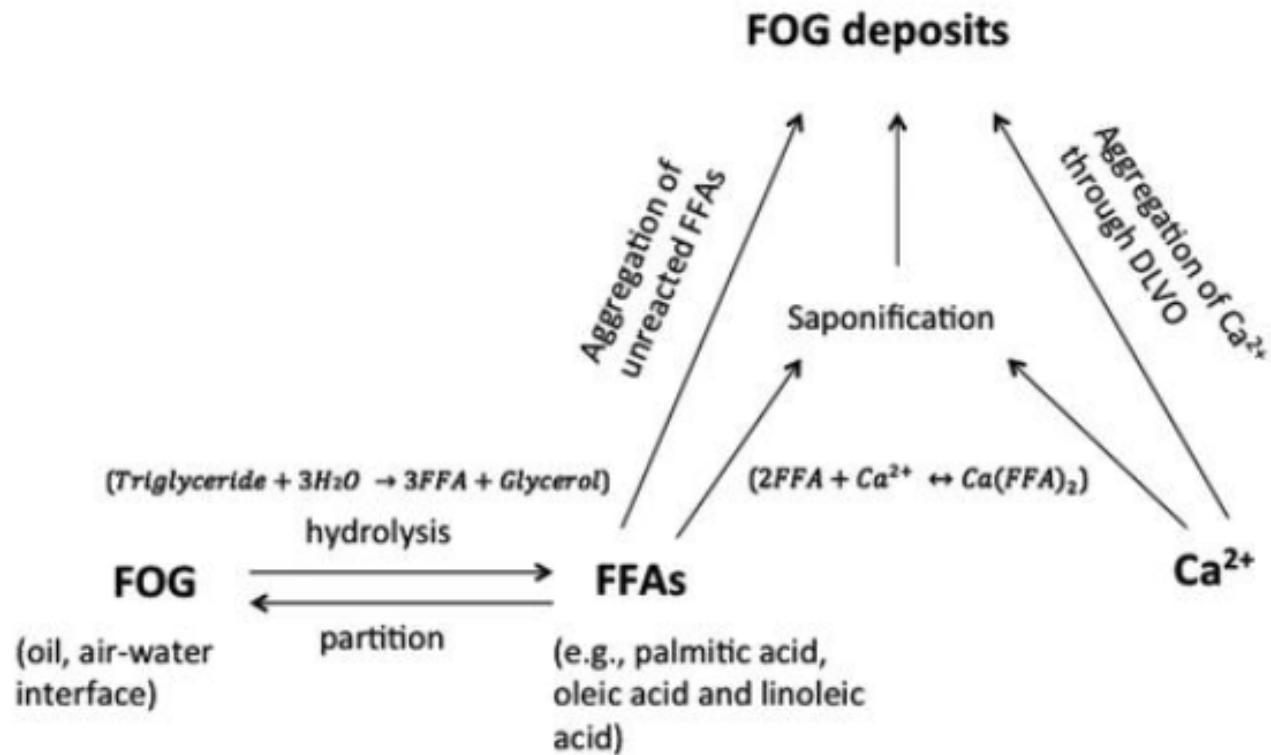 FOG deposits
Aggregation of
unreacted FFAs
Aggregation of Ca²⁺
through DLVO
Saponification
(Triglyceride + 3H₂O → 3FFA + Glycerol)
(2FFA + Ca²⁺ ↔ Ca(FFA)₂)
hydrolysis
FOG
FFAs
Ca²⁺
partition
(oil, air-water
interface)
(e.g., palmitic acid,
oleic acid and linoleic
acid)